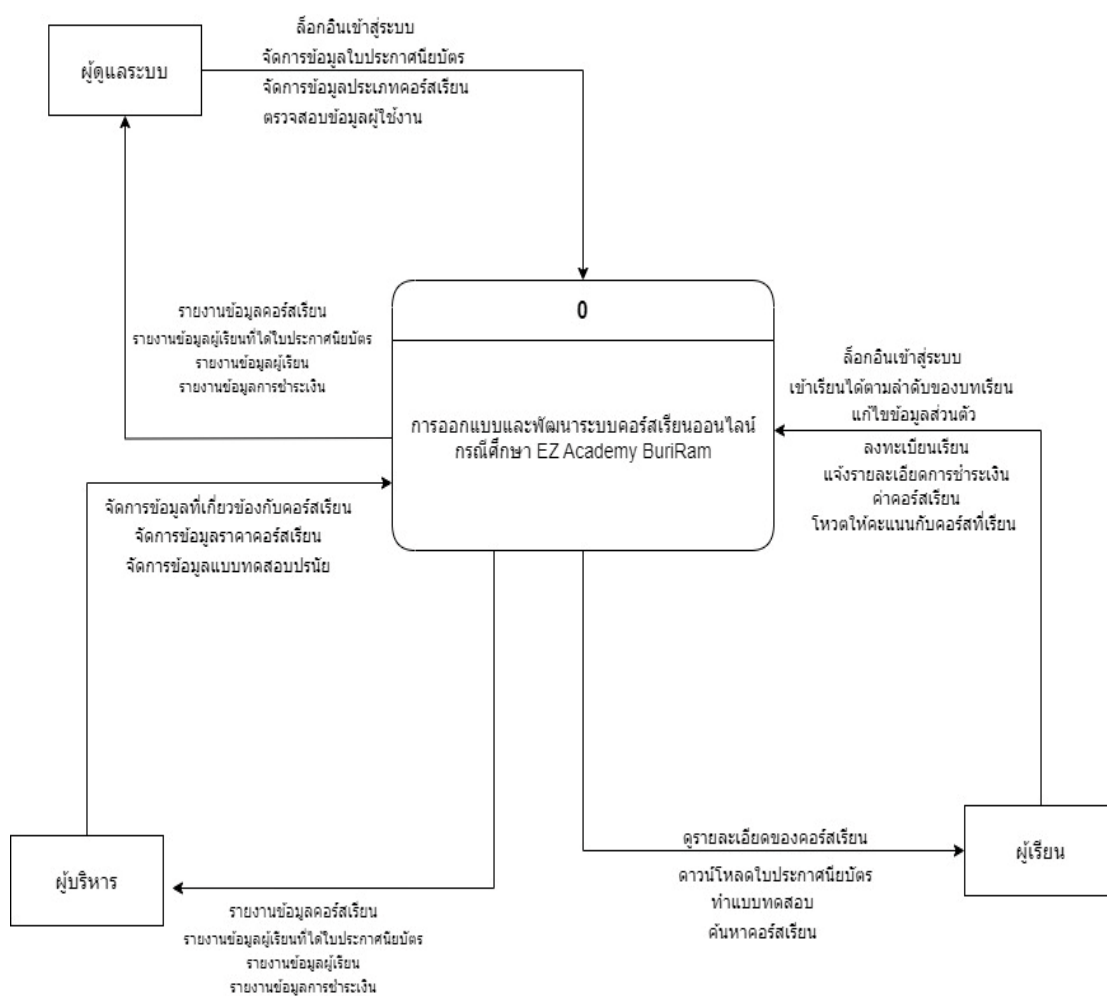 ล็อกอินเข้าสู่ระบบ
ผู้ดูแลระบบ
จัดการข้อมูลใบประกาศนียบัตร
จัดการข้อมูลประเภทคอร์สเรียน
ตรวจสอบข้อมูลผู้ใช้งาน
0
การออกแบบและพัฒนาระบบคอร์สเรียนออนไลน์
กรณีศึกษา EZ Academy BuriRam
รายงานข้อมูลคอร์สเรียน
รายงานข้อมูลผู้เรียนที่ได้ใบประกาศนียบัตร
รายงานข้อมูลผู้เรียน
รายงานข้อมูลการชำระเงิน
ล็อกอินเข้าสู่ระบบ
เข้าเรียนได้ตามลำดับของบทเรียน
แก้ไขข้อมูลส่วนตัว
ลงทะเบียนเรียน
แจ้งรายละเอียดการชำระเงิน
ค่าคอร์สเรียน
โหวตให้คะแนนกับคอร์สที่เรียน
จัดการข้อมูลที่เกี่ยวข้องกับคอร์สเรียน
จัดการข้อมูลราคาคอร์สเรียน
จัดการข้อมูลแบบทดสอบปรนัย
ผู้บริหาร
รายงานข้อมูลคอร์สเรียน
รายงานข้อมูลผู้เรียนที่ได้ใบประกาศนียบัตร
รายงานข้อมูลผู้เรียน
รายงานข้อมูลการชำระเงิน
ดูรายละเอียดของคอร์สเรียน
ดาวน์โหลดใบประกาศนียบัตร
ทำแบบทดสอบ
ค้นหาคอร์สเรียน
ผู้เรียน